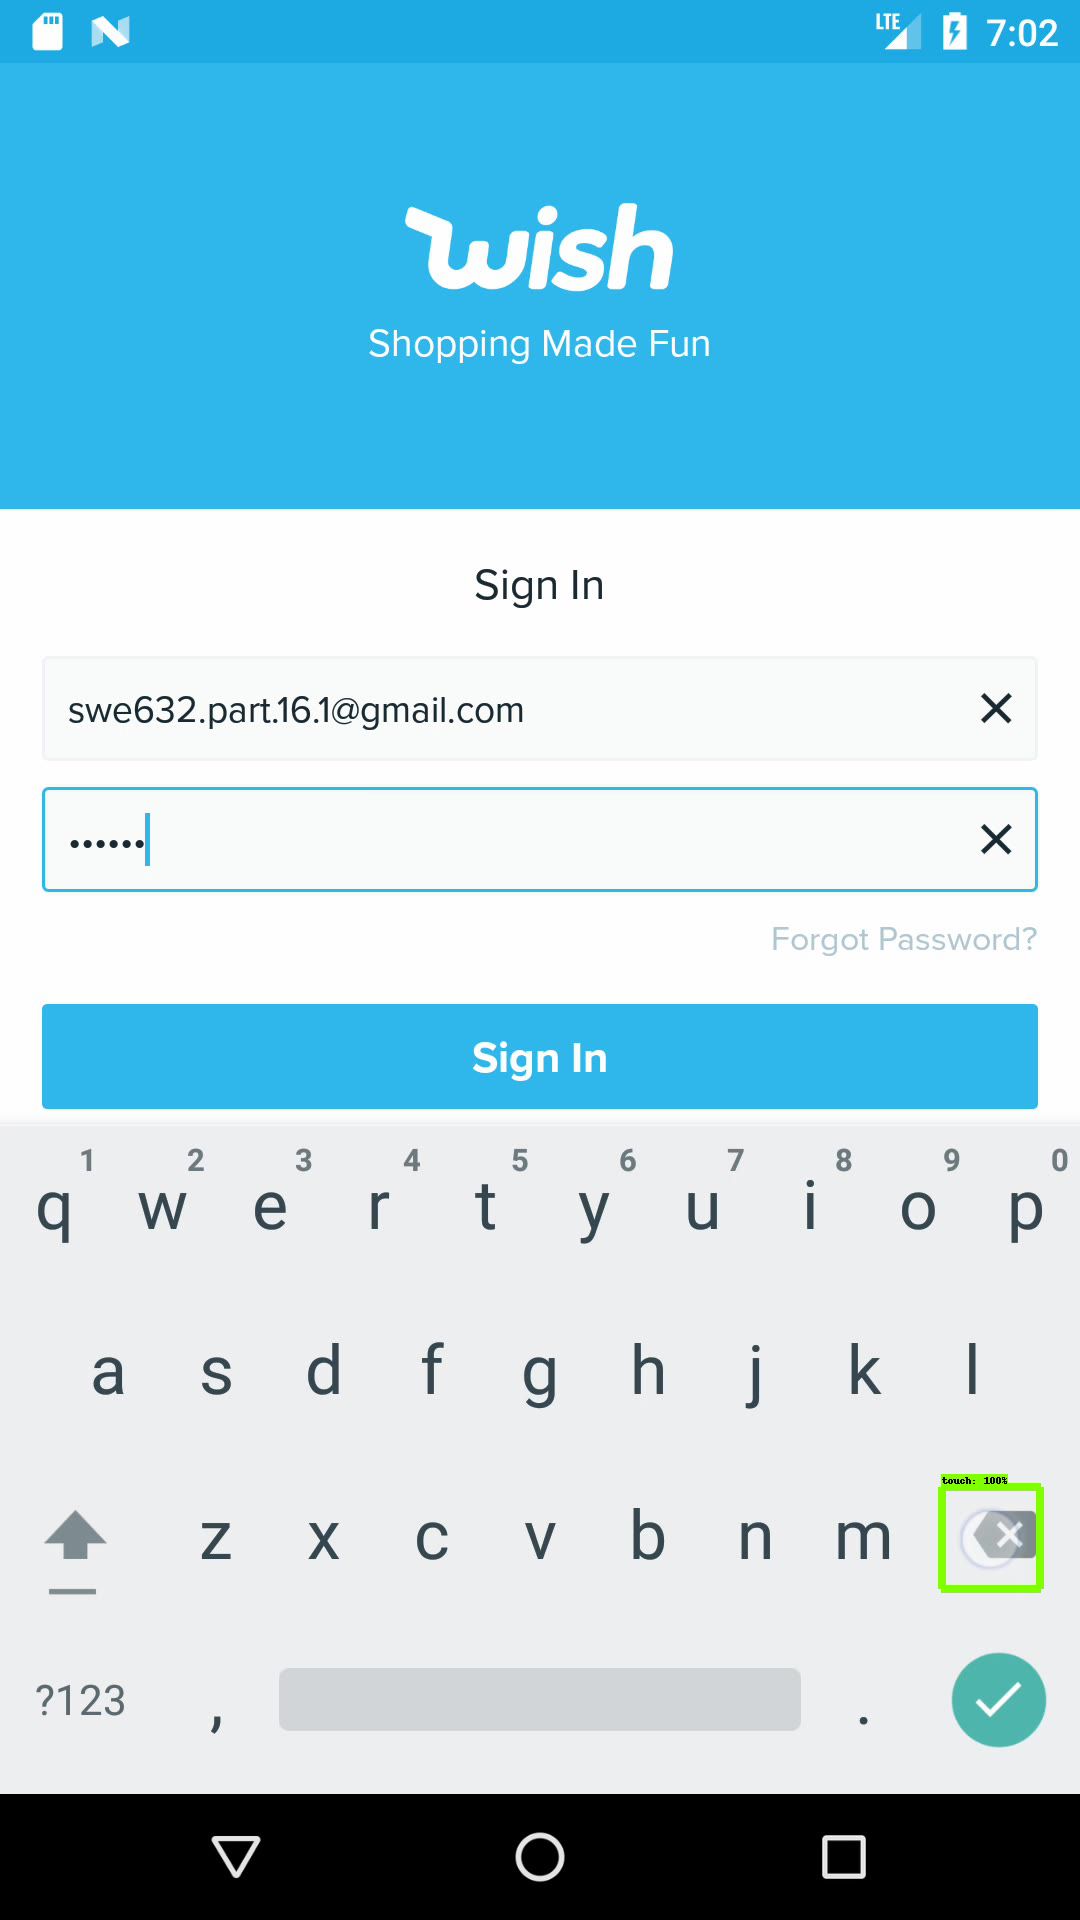 LTE 7:02
wish
Shopping Made Fun
Sign In
swe632.part.16.1@gmail.com
••••••
Forgot Password?
Sign In
1 2 3 4 5 6 7 8 9 0
q w e r t y u i o p
a s d f g h j k l
touch: 100%
z x c v b n m
?123 , .